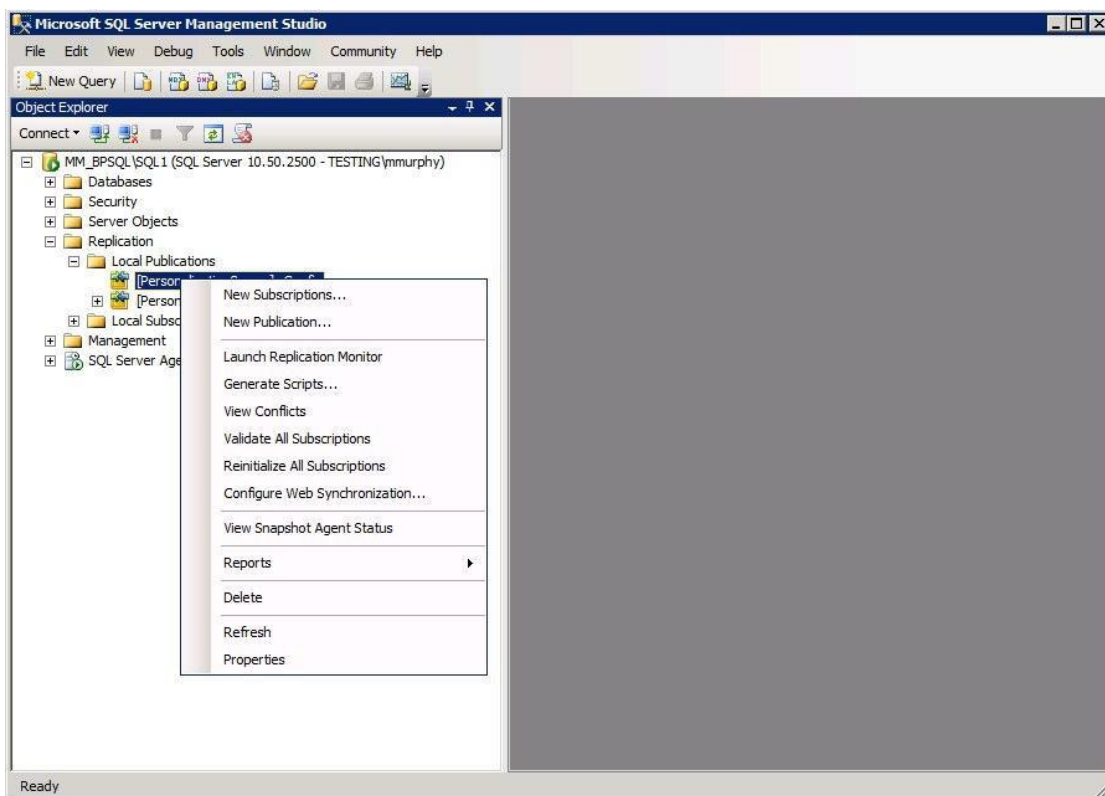 Microsoft SQL Server Management Studio
File Edit View Debug Tools Window Community Help
New Query
Object Explorer
Connect
MM_BPSQL\SQL1 (SQL Server 10.50.2500 - TESTING\mmurphy)
Databases
Security
Server Objects
Replication
Local Publications
[Person
[Person
Local Subsc
Management
SQL Server Age
New Subscriptions...
New Publication...
Launch Replication Monitor
Generate Scripts...
View Conflicts
Validate All Subscriptions
Reinitialize All Subscriptions
Configure Web Synchronization...
View Snapshot Agent Status
Reports
Delete
Refresh
Properties
Ready